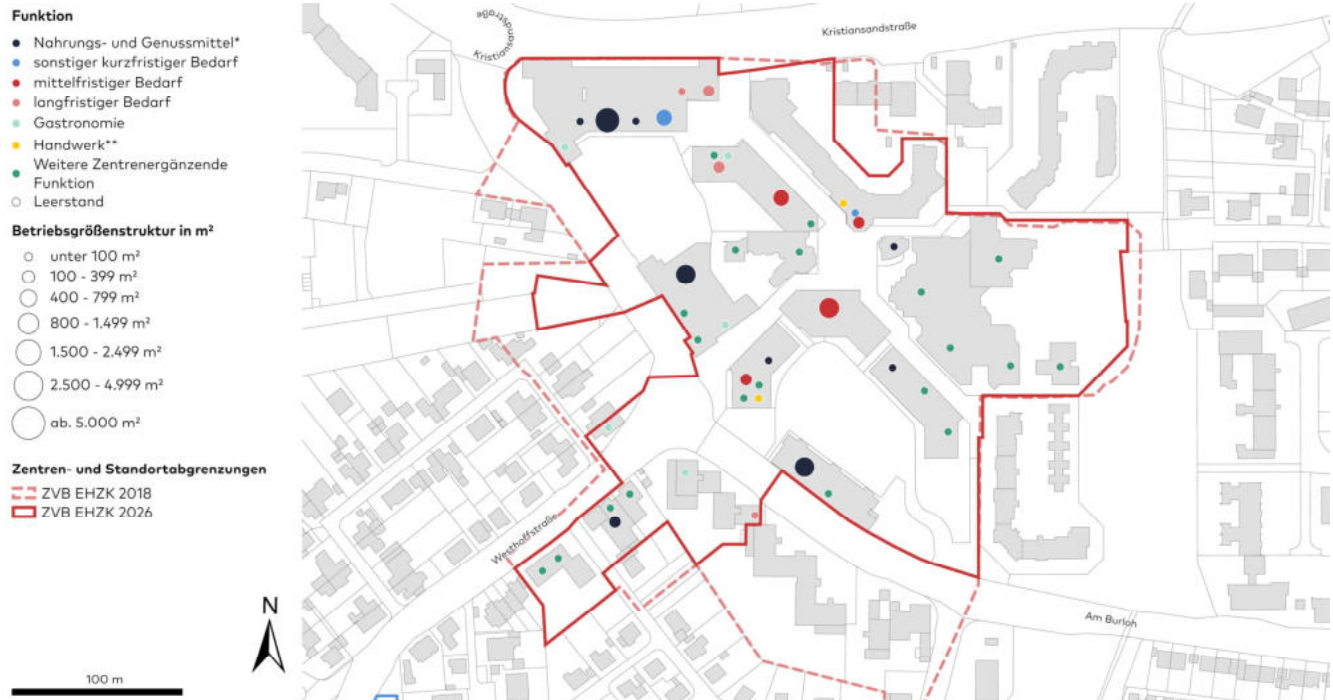 Funktion
Nahrungs- und Genussmittel*
sonstiger kurzfristiger Bedarf
mittelfristiger Bedarf
langfristiger Bedarf
Gastronomie
Handwerk**
Weitere Zentrenergänzende
Funktion
Leerstand
Betriebsgrößenstruktur in m²
unter 100 m²
100 - 399 m²
400 - 799 m²
800 - 1.499 m²
1.500 - 2.499 m²
2.500 - 4.999 m²
ab. 5.000 m²
Zentren- und Standortabgrenzungen
ZVB EHZK 2018
ZVB EHZK 2026
N
100 m
Kristiansandstraße
Kristiansandstraße
Westhoffstraße
Am Burloh